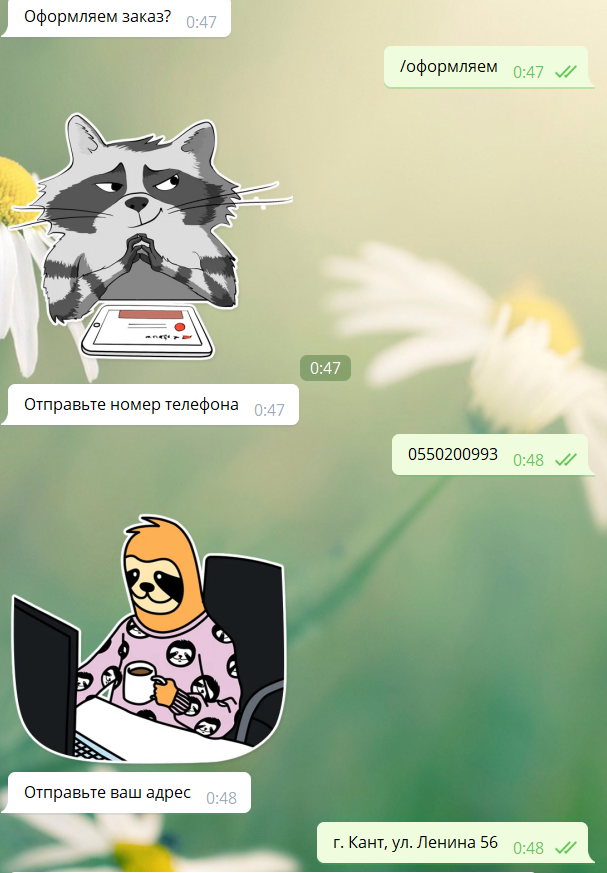 Оформляем заказ? 0:47
/оформляем 0:47
0:47
Отправьте номер телефона 0:47
0550200993 0:48
Отправьте ваш адрес 0:48
г. Кант, ул. Ленина 56 0:48